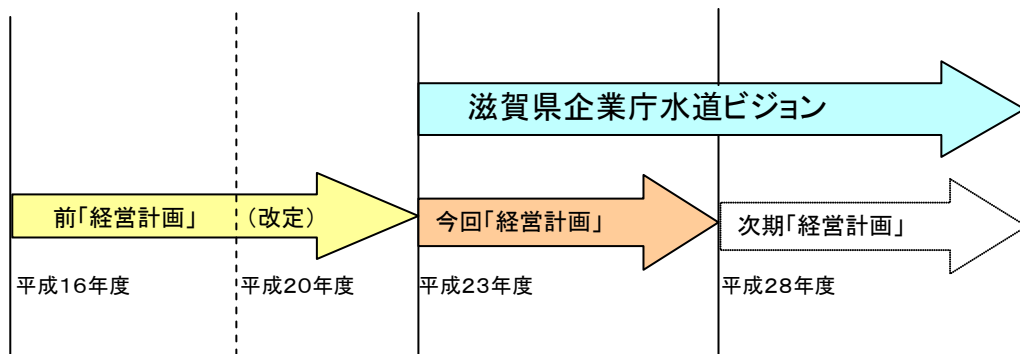 滋賀県企業庁水道ビジョン
前「経営計画」 (改定)
今回「経営計画」
次期「経営計画」
平成16年度
平成20年度
平成23年度
平成28年度